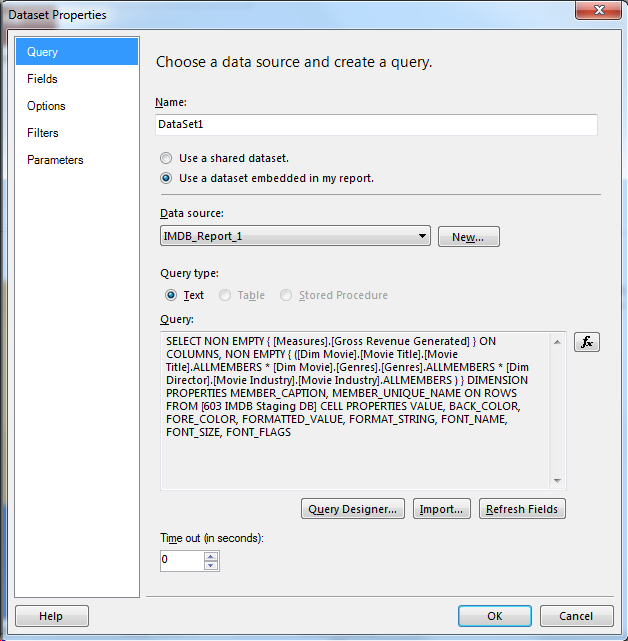 Dataset Properties
Query
Fields
Options
Filters
Parameters
Choose a data source and create a query.
Name:
DataSet1
Use a shared dataset.
Use a dataset embedded in my report.
Data source:
IMDB_Report_1
New...
Query type:
Text
Table
Stored Procedure
Query:
SELECT NON EMPTY { [Measures].[Gross Revenue Generated] } ON
COLUMNS, NON EMPTY { ([Dim Movie].[Movie Title].[Movie
Title].ALLMEMBERS * [Dim Movie].[Genres].[Genres].ALLMEMBERS * [Dim
Director].[Movie Industry].[Movie Industry].ALLMEMBERS ) } DIMENSION
PROPERTIES MEMBER_CAPTION, MEMBER_UNIQUE_NAME ON ROWS
FROM [603 IMDB Staging DB] CELL PROPERTIES VALUE, BACK_COLOR,
FORE_COLOR, FORMATTED_VALUE, FORMAT_STRING, FONT_NAME,
FONT_SIZE, FONT_FLAGS
fx
Query Designer...
Import...
Refresh Fields
Time out (in seconds):
0
Help
OK
Cancel